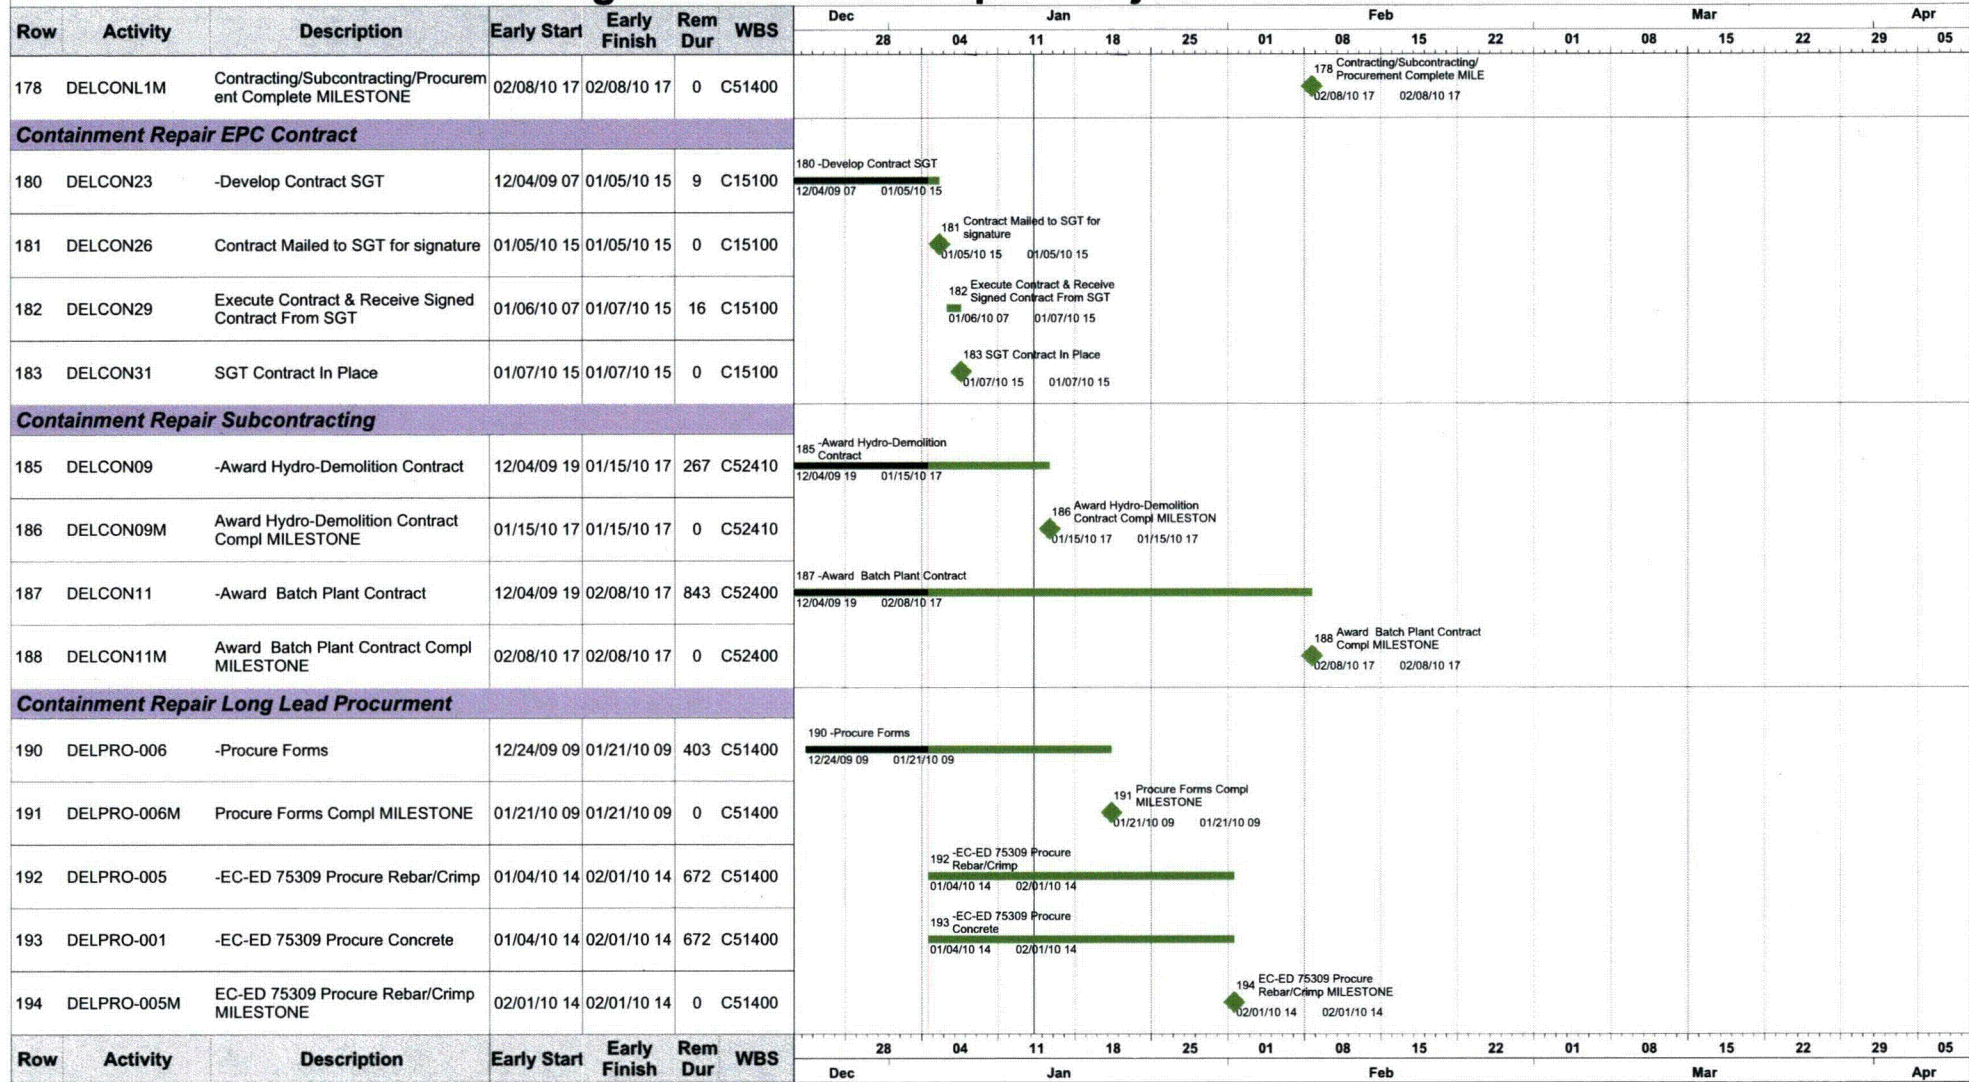 Row Activity Description Early Start Early Finish Rem Dur WBS Dec Jan Feb Mar Apr
28 04 11 18 25 01 08 15 22 01 08 15 22 29 05
178 DELCONL1M Contracting/Subcontracting/Procurem
ent Complete MILESTONE 02/08/10 17 02/08/10 17 0 C51400
178 Contracting/Subcontracting/
Procurement Complete MILE
02/08/10 17 02/08/10 17
Containment Repair EPC Contract
180 DELCON23 -Develop Contract SGT 12/04/09 07 01/05/10 15 9 C15100
180 -Develop Contract SGT
12/04/09 07 01/05/10 15
181 DELCON26 Contract Mailed to SGT for signature 01/05/10 15 01/05/10 15 0 C15100
181 Contract Mailed to SGT for
signature
01/05/10 15 01/05/10 15
182 DELCON29 Execute Contract & Receive Signed
Contract From SGT 01/06/10 07 01/07/10 15 16 C15100
182 Execute Contract & Receive
Signed Contract From SGT
01/06/10 07 01/07/10 15
183 DELCON31 SGT Contract In Place 01/07/10 15 01/07/10 15 0 C15100
183 SGT Contract In Place
01/07/10 15 01/07/10 15
Containment Repair Subcontracting
185 DELCON09 -Award Hydro-Demolition Contract 12/04/09 19 01/15/10 17 267 C52410
185 -Award Hydro-Demolition
Contract
12/04/09 19 01/15/10 17
186 DELCON09M Award Hydro-Demolition Contract
Compl MILESTONE 01/15/10 17 01/15/10 17 0 C52410
186 Award Hydro-Demolition
Contract Compl MILESTON
01/15/10 17 01/15/10 17
187 DELCON11 -Award Batch Plant Contract 12/04/09 19 02/08/10 17 843 C52400
187 -Award Batch Plant Contract
12/04/09 19 02/08/10 17
188 DELCON11M Award Batch Plant Contract Compl
MILESTONE 02/08/10 17 02/08/10 17 0 C52400
188 Award Batch Plant Contract
Compl MILESTONE
02/08/10 17 02/08/10 17
Containment Repair Long Lead Procurment
190 DELPRO-006 -Procure Forms 12/24/09 09 01/21/10 09 403 C51400
190 -Procure Forms
12/24/09 09 01/21/10 09
191 DELPRO-006M Procure Forms Compl MILESTONE 01/21/10 09 01/21/10 09 0 C51400
191 Procure Forms Compl
MILESTONE
01/21/10 09 01/21/10 09
192 DELPRO-005 -EC-ED 75309 Procure Rebar/Crimp 01/04/10 14 02/01/10 14 672 C51400
192 -EC-ED 75309 Procure
Rebar/Crimp
01/04/10 14 02/01/10 14
193 DELPRO-001 -EC-ED 75309 Procure Concrete 01/04/10 14 02/01/10 14 672 C51400
193 -EC-ED 75309 Procure
Concrete
01/04/10 14 02/01/10 14
194 DELPRO-005M EC-ED 75309 Procure Rebar/Crimp
MILESTONE 02/01/10 14 02/01/10 14 0 C51400
194 EC-ED 75309 Procure
Rebar/Crimp MILESTONE
02/01/10 14 02/01/10 14
Row Activity Description Early Start Early Finish Rem Dur WBS
28 04 11 18 25 01 08 15 22 01 08 15 22 29 05
Dec Jan Feb Mar Apr